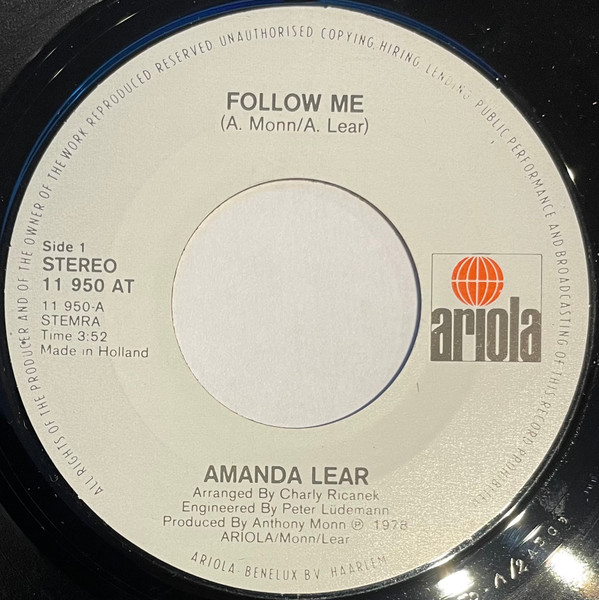 ALL RIGHTS OF THE PRODUCER AND OF THE OWNER OF THE WORK REPRODUCED RESERVED UNAUTHORISED COPYING, HIRING, LENDING PUBLIC PERFORMANCE AND BROADCASTING OF THIS RECORD PROHIBITED
FOLLOW ME
(A. Monn/A. Lear)
Side 1
STEREO
11 950 AT
11 950-A
STEMRA
Time 3:52
Made in Holland
ariola
AMANDA LEAR
Arranged By Charly Ricanek
Engineered By Peter Lüdemann
Produced By Anthony Monn ℗ 1978
ARIOLA/Monn/Lear
ARIOLA-BENELUX B.V. HAARLEM